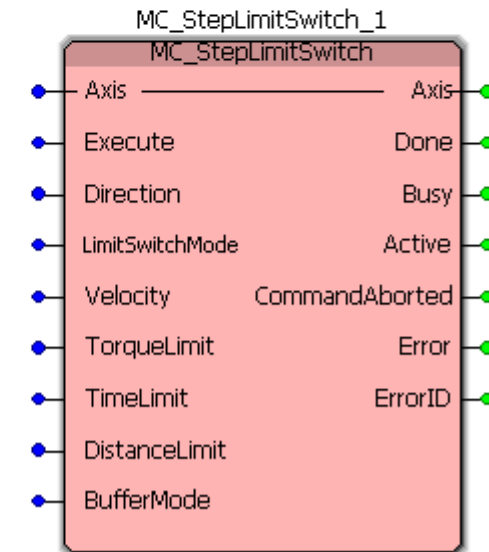 MC_StepLimitSwitch_1
MC_StepLimitSwitch
Axis Axis
Execute Done
Direction Busy
LimitSwitchMode Active
Velocity CommandAborted
TorqueLimit Error
TimeLimit ErrorID
DistanceLimit
BufferMode